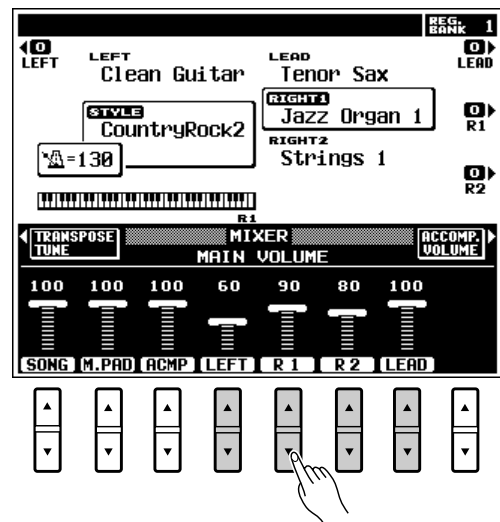 REG. BANK 1
0
LEFT
LEFT
Clean Guitar
LEAD
Tenor Sax
0
LEAD
STYLE
CountryRock2
RIGHT1
Jazz Organ 1
0
R1
=130
RIGHT2
Strings 1
0
R2
R1
TRANSPOSE
TUNE
MIXER
MAIN VOLUME
ACCOMP.
VOLUME
100 100 100 60 90 80 100
SONG M.PAD ACMP LEFT R 1 R 2 LEAD